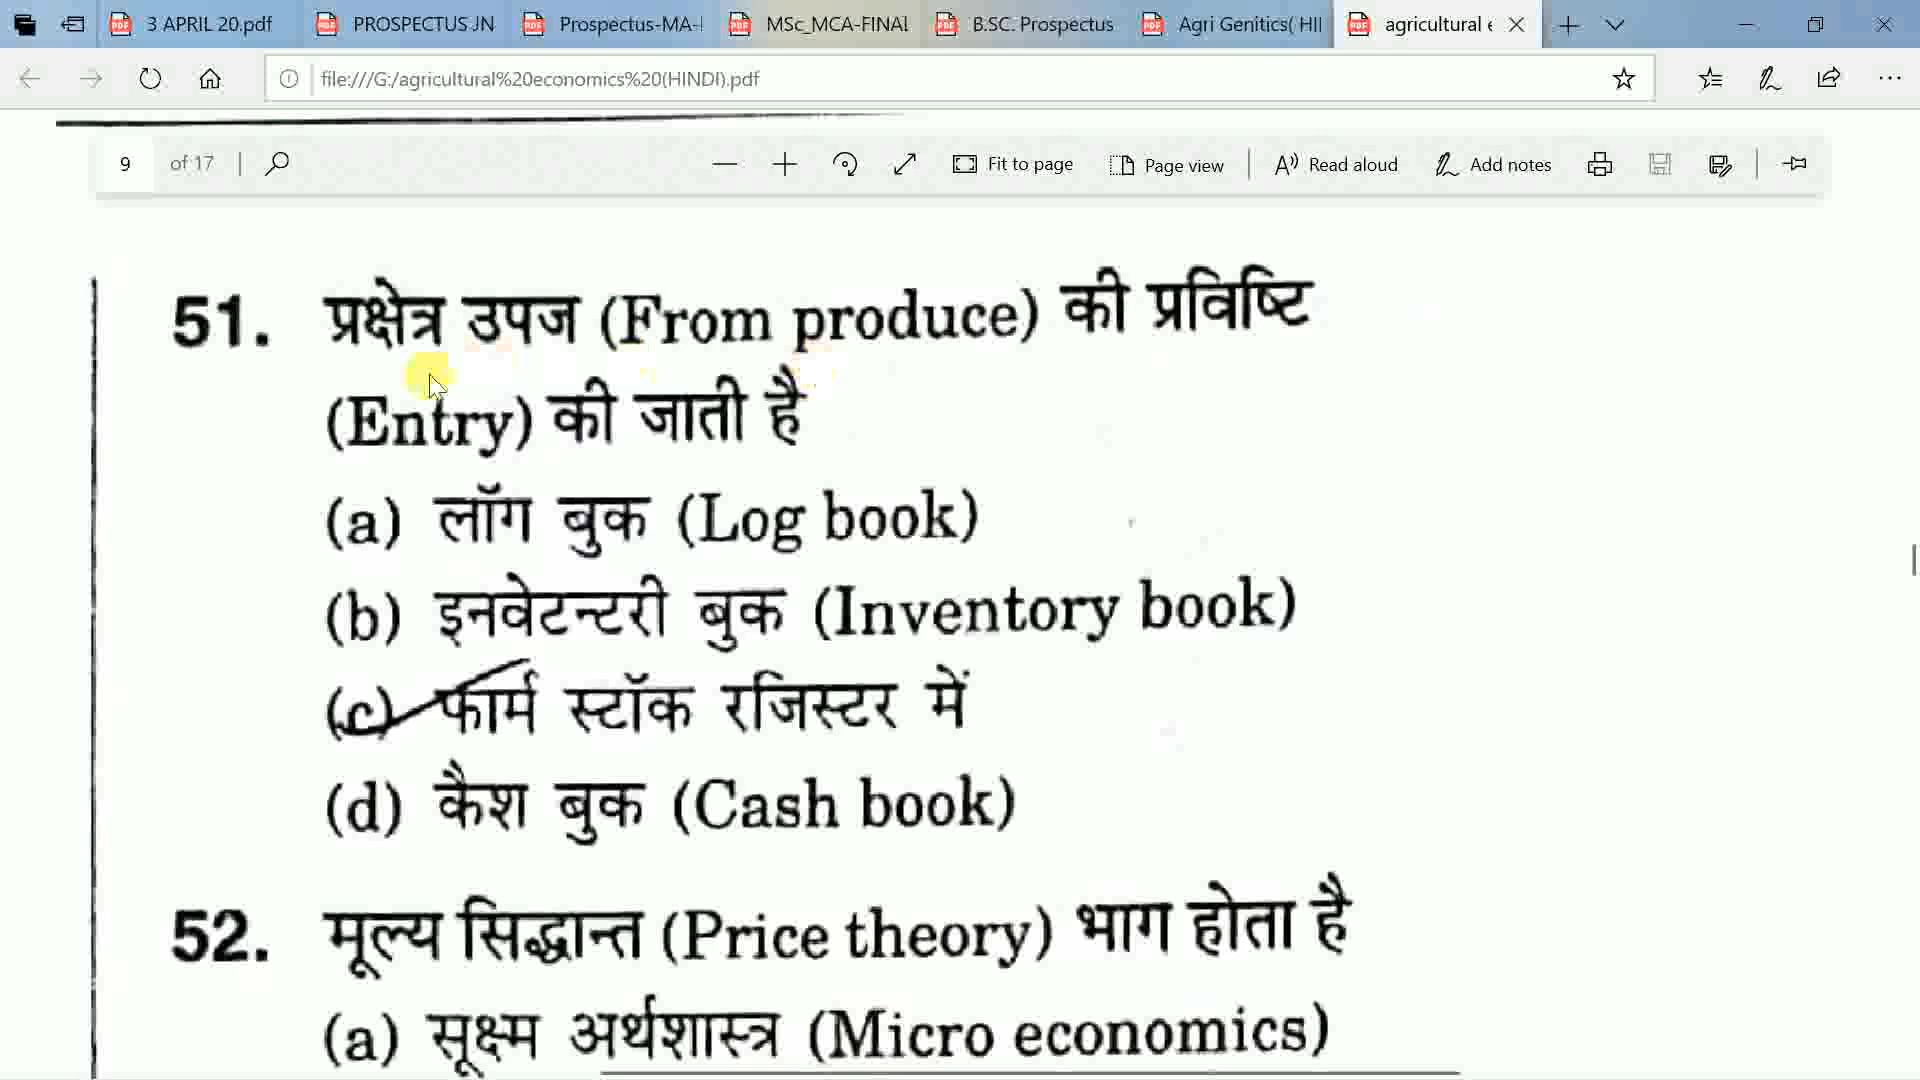 3 APRIL 20.pdf PROSPECTUS JN Prospectus-MA- MSc_MCA-FINAL B.SC. Prospectus Agri Genitics( HII agricultural e
file:///G:/agricultural%20economics%20(HINDI).pdf
9 of 17 Fit to page Page view Read aloud Add notes
51. प्रक्षेत्र उपज (From produce) की प्रविष्टि
(Entry) की जाती है
(a) लॉग बुक (Log book)
(b) इनवेटन्टरी बुक (Inventory book)
(c) फार्म स्टॉक रजिस्टर में
(d) कैश बुक (Cash book)
52. मूल्य सिद्धान्त (Price theory) भाग होता है
(a) सूक्ष्म अर्थशास्त्र (Micro economics)